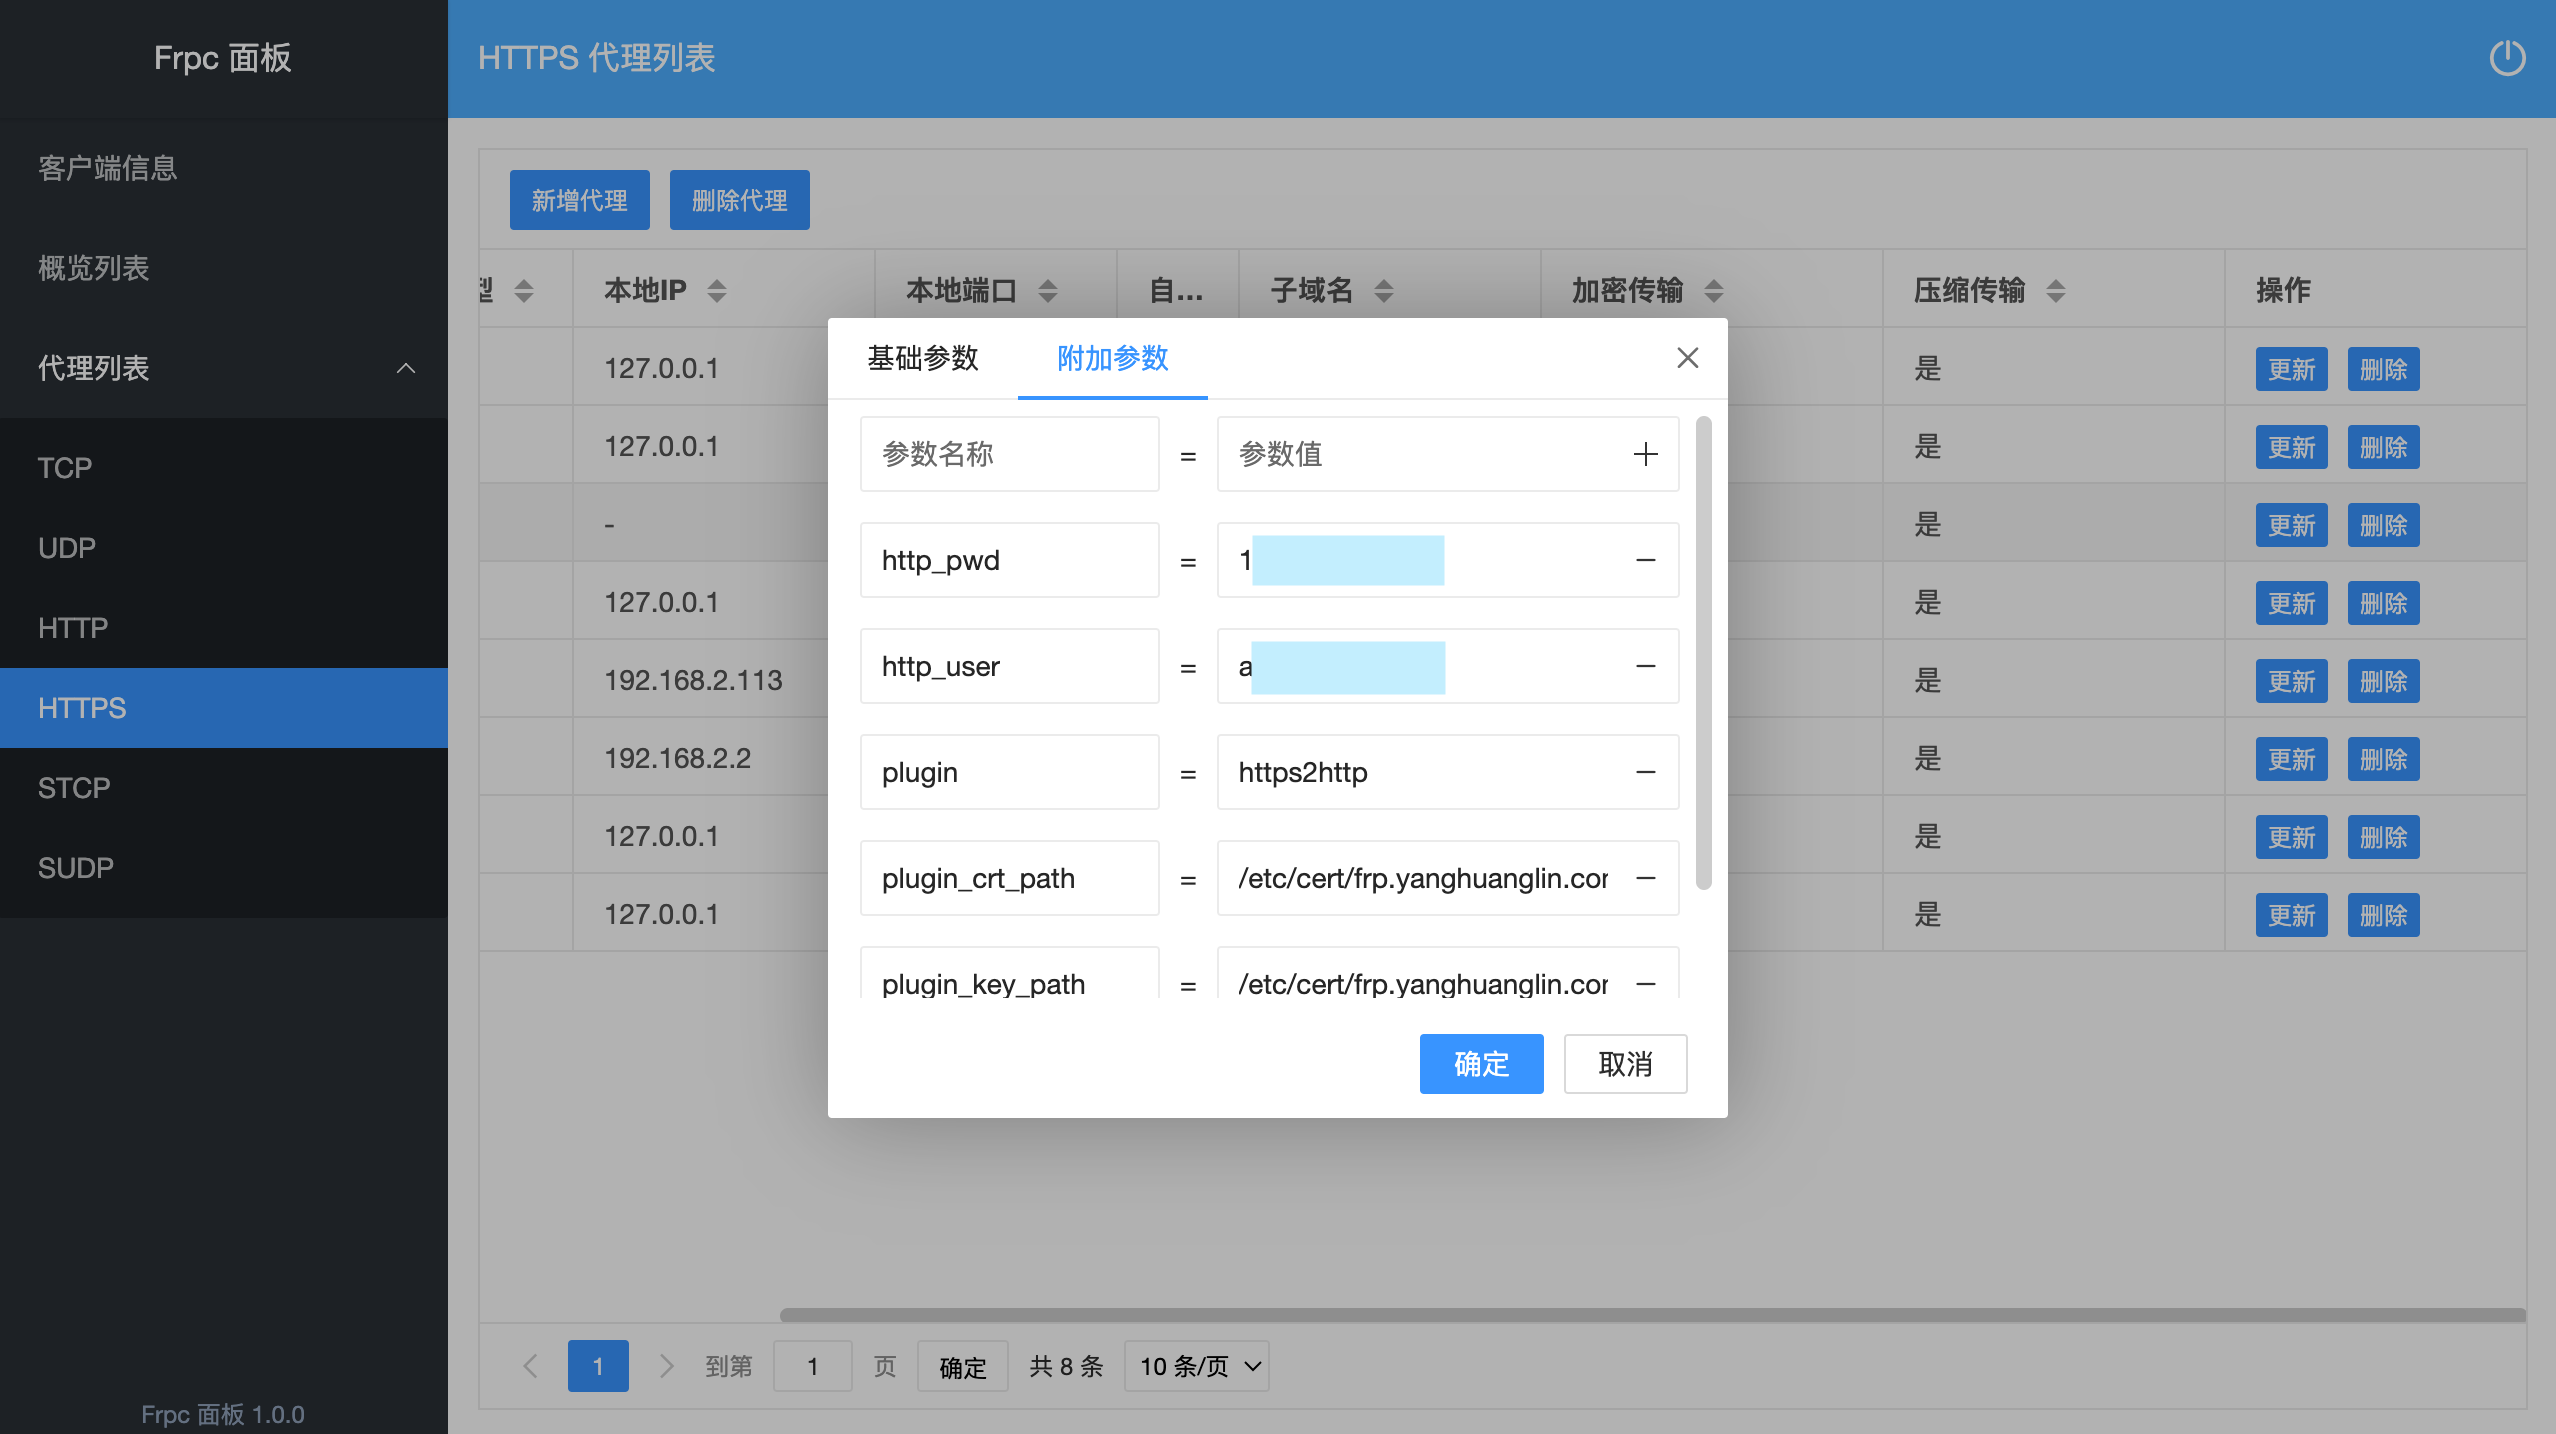 Frpc 面板
HTTPS 代理列表
客户端信息
概览列表
代理列表
TCP
UDP
HTTP
HTTPS
STCP
SUDP
Frpc 面板 1.0.0
新增代理 删除代理
型 本地IP 本地端口 自... 子域名 加密传输 压缩传输 操作
127.0.0.1 是 更新 删除
127.0.0.1 是 更新 删除
- 是 更新 删除
127.0.0.1 是 更新 删除
192.168.2.113 是 更新 删除
192.168.2.2 是 更新 删除
127.0.0.1 是 更新 删除
127.0.0.1 是 更新 删除
基础参数 附加参数
参数名称 = 参数值
http_pwd = 1
http_user = a
plugin = https2http
plugin_crt_path = /etc/cert/frp.yanghuanglin.cor
plugin_key_path = /etc/cert/frp.yanghuanglin.cor
确定 取消
1 到第 1 页 确定 共 8 条 10 条/页